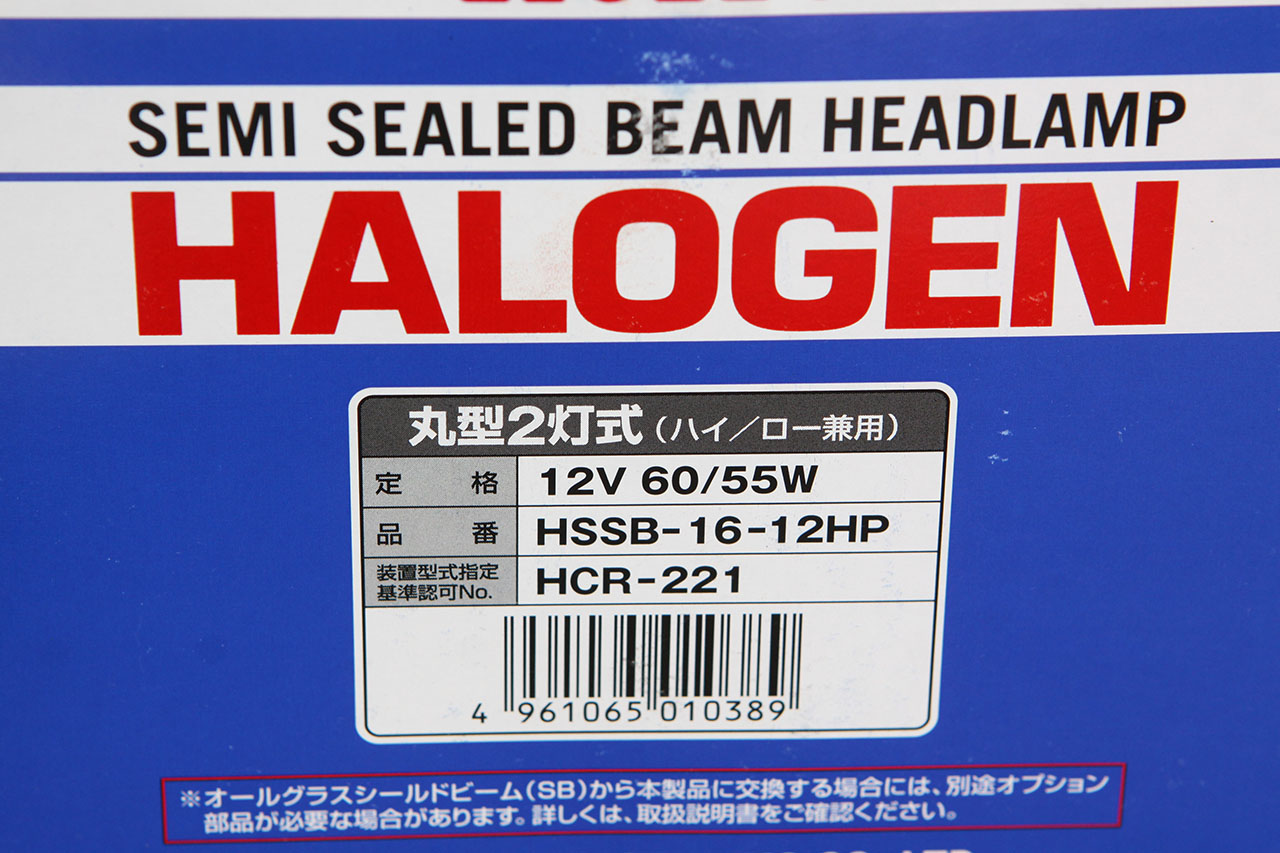 SEMI SEALED BEAM HEADLAMP
HALOGEN
丸型2灯式（ハイ／ロー兼用）
定格 12V 60/55W
品番 HSSB-16-12HP
装置型式指定
基準認可No. HCR-221
4 961065 010389
※オールグラスシールドビーム(SB)から本製品に交換する場合には、別途オプション
部品が必要な場合があります。詳しくは、取扱説明書をご確認ください。